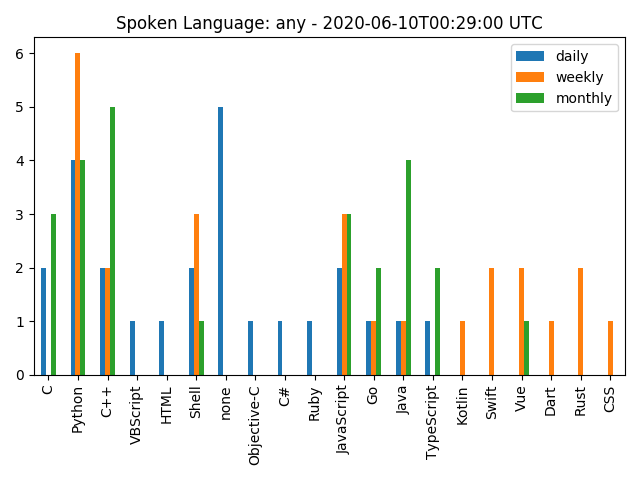 Spoken Language: any - 2020-06-10T00:29:00 UTC
daily
weekly
monthly
6
5
4
3
2
1
0
C
Python
C++
VBScript
HTML
Shell
none
Objective-C
C#
Ruby
JavaScript
Go
Java
TypeScript
Kotlin
Swift
Vue
Dart
Rust
CSS